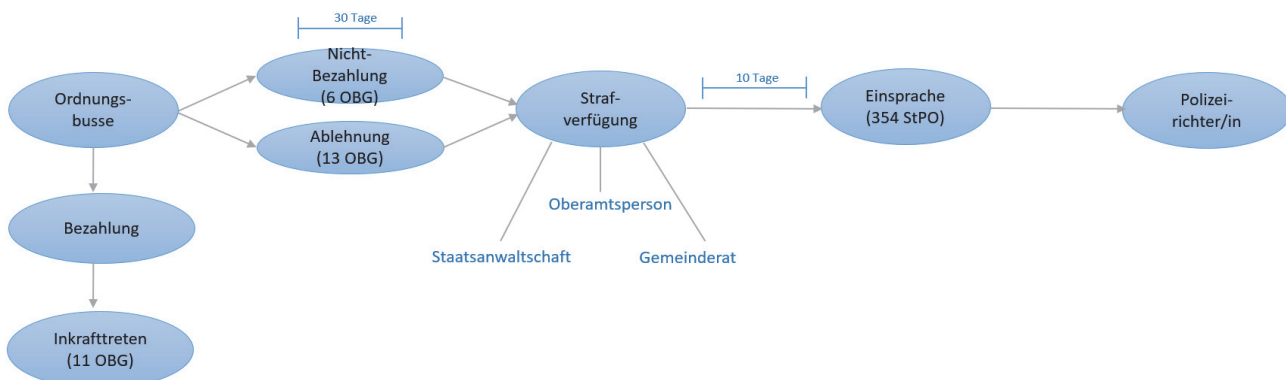 30 Tage
Ordnungs-
busse
Nicht-
Bezahlung
(6 OBG)
Ablehnung
(13 OBG)
Straf-
verfügung
10 Tage
Einsprache
(354 StPO)
Polizei-
richter/in
Bezahlung
Oberamtsperson
Staatsanwaltschaft
Gemeinderat
Inkrafttreten
(11 OBG)